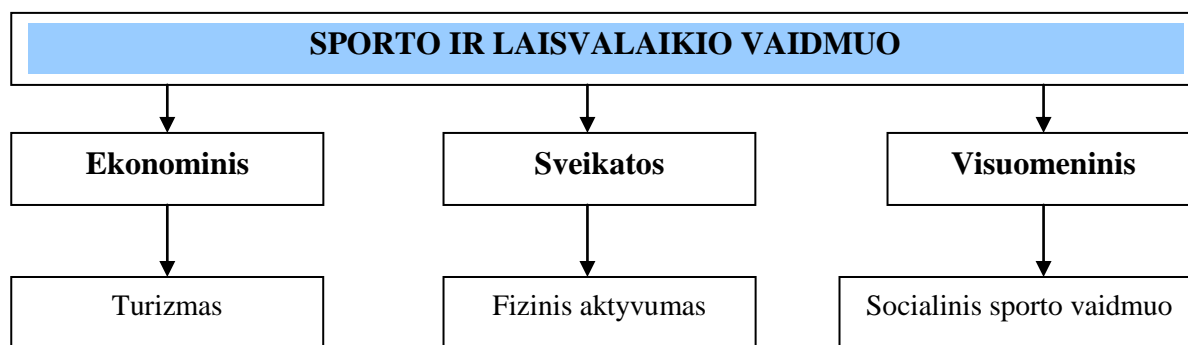 SPORTO IR LAISVALAIKIO VAIDMUO
Ekonominis
Sveikatos
Visuomeninis
Turizmas
Fizinis aktyvumas
Socialinis sporto vaidmuo